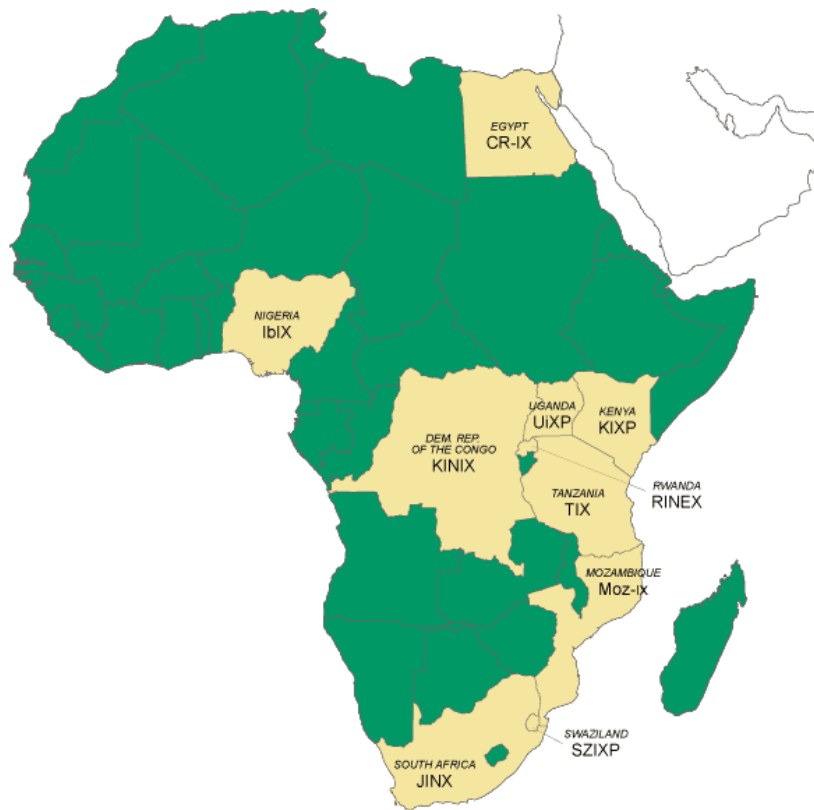 EGYPT
CR-IX
NIGERIA
IbIX
UGANDA
UiXP
KENYA
KIXP
DEM. REP.
OF THE CONGO
KINIX
RWANDA
RINEX
TANZANIA
TIX
MOZAMBIQUE
Moz-ix
SWAZILAND
SZIXP
SOUTH AFRICA
JINX